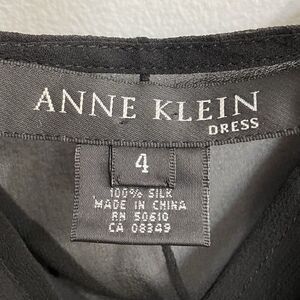 ANNE KLEIN
DRESS
4
100% SILK
MADE IN CHINA
RN 50610
CA 08349